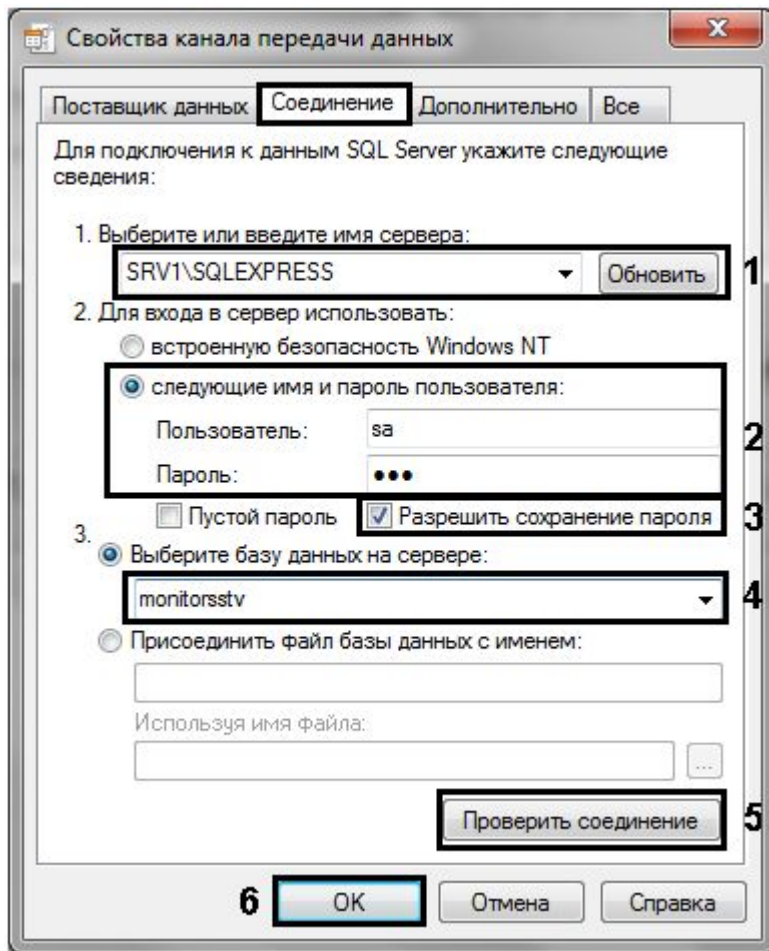 Свойства канала передачи данных
Поставщик данных Соединение Дополнительно Все
Для подключения к данным SQL Server укажите следующие
сведения:
1. Выберите или введите имя сервера:
SRV1\SQLEXPRESS Обновить 1
2. Для входа в сервер использовать:
встроенную безопасность Windows NT
следующие имя и пароль пользователя:
Пользователь: sa
2
Пароль: ●●●
Пустой пароль Разрешить сохранение пароля 3
3.
Выберите базу данных на сервере:
monitorsstv 4
Присоединить файл базы данных с именем:
Используя имя файла:
...
Проверить соединение 5
6 OK Отмена Справка